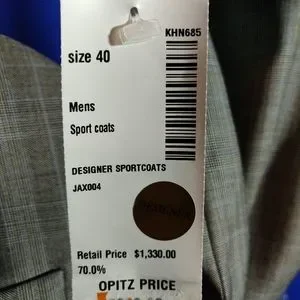 KHN685
size 40
Mens
Sport coats
DESIGNER SPORTCOATS
JAX004
Retail Price $1,330.00
70.0%
OPITZ PRICE